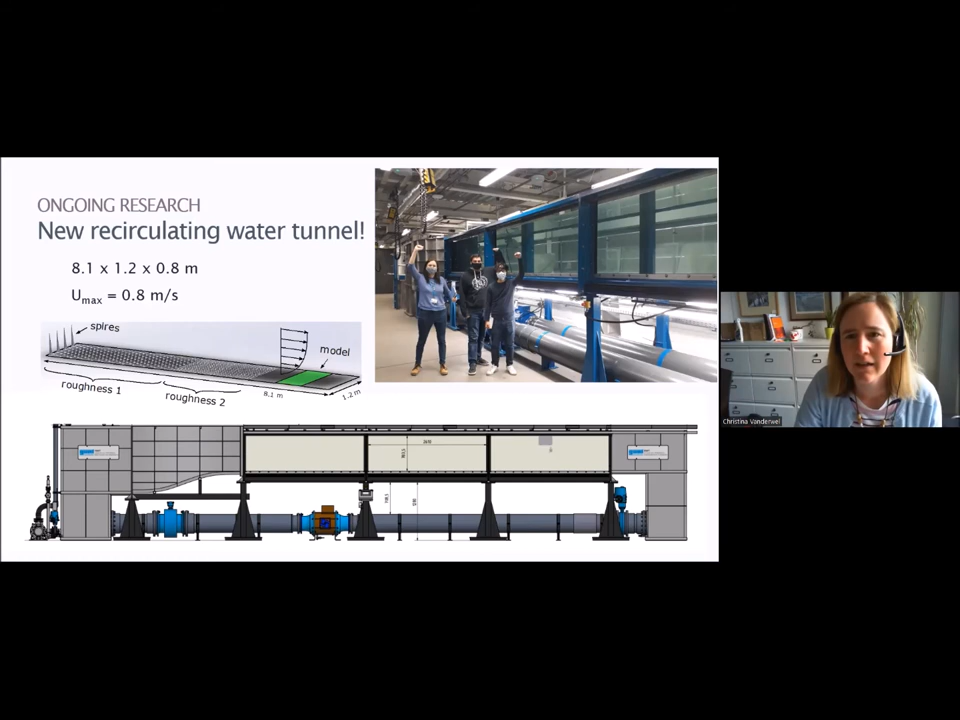 ONGOING RESEARCH
New recirculating water tunnel!
8.1 x 1.2 x 0.8 m
Umax = 0.8 m/s
spires
model
roughness 1
roughness 2
8.1 m
1.2 m
Christina Vanderwel